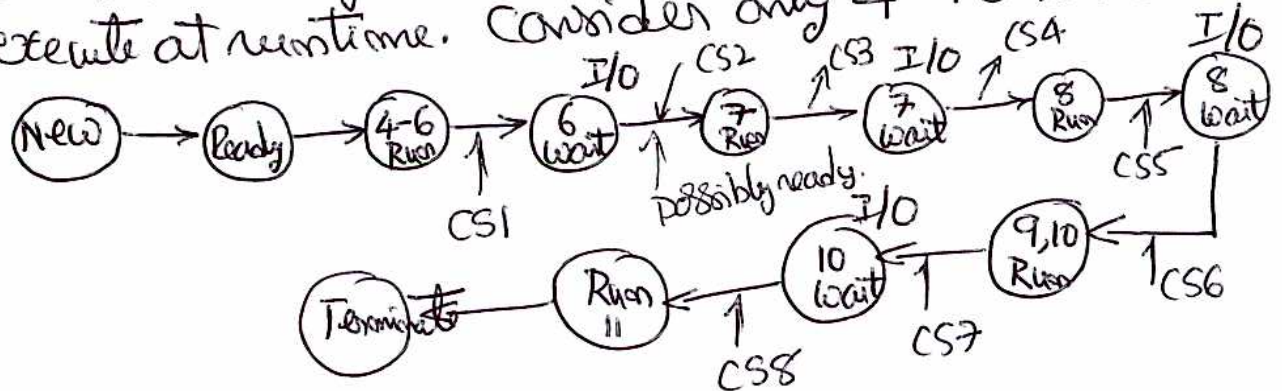 execute at runtime. Consider only
I/O CS2 CS3 I/O CS4 I/O
New Ready 4-6 Run 6 Wait 7 Run 7 Wait 8 Run 8 Wait
CS1 possibly ready. CS5
I/O
Terminate Run 11 10 Wait 9,10 Run CS6
CS8 CS7